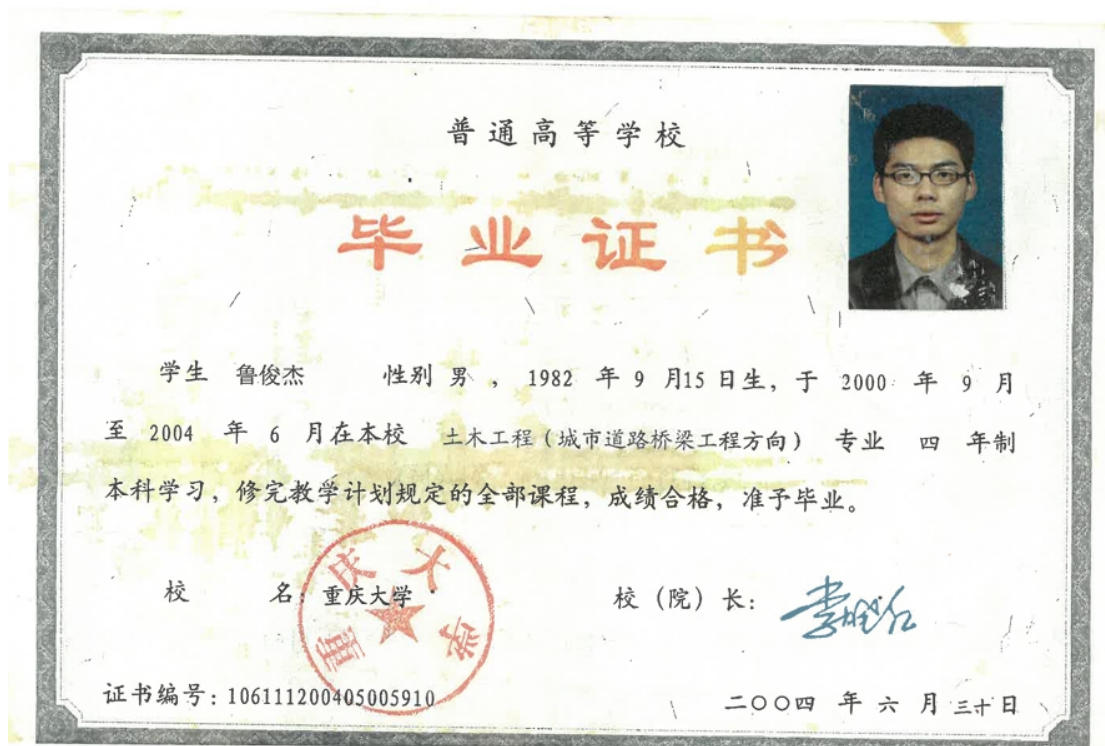 普通高等学校
毕业证书
学生 鲁俊杰 性别 男 ， 1982 年 9 月15 日生，于 2000 年 9 月
至 2004 年 6 月在本校 土木工程（城市道路桥梁工程方向） 专业 四 年制
本科学习，修完教学计划规定的全部课程，成绩合格，准予毕业。
校 名：重庆大学
重庆大学
校（院）长：
证书编号：106111200405005910
二〇〇四 年 六 月 三十 日